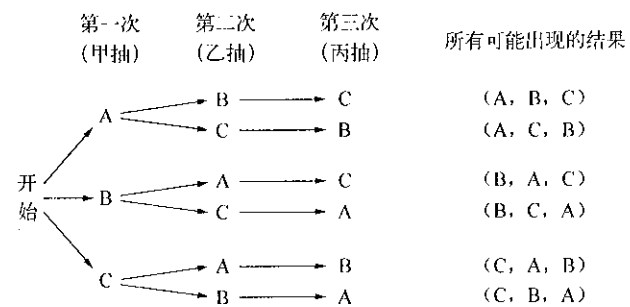 第一次 第二次 第三次 所有可能出现的结果
(甲抽) (乙抽) (丙抽)
B C (A, B, C)
A
C B (A, C, B)
开 A C (B, A, C)
B
始 C A (B, C, A)
A B (C, A, B)
C
B A (C, B, A)